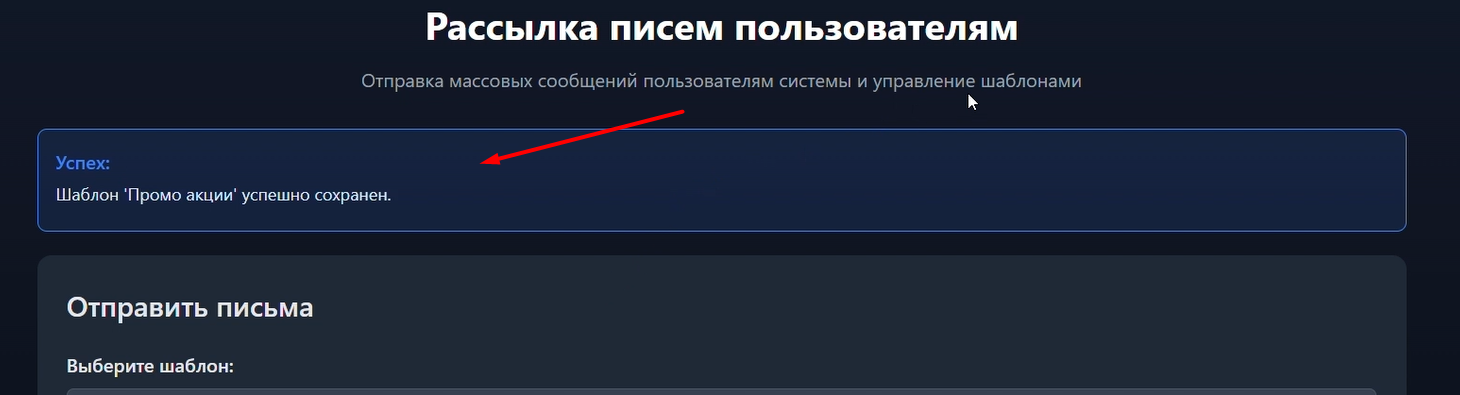 Рассылка писем пользователям
Отправка массовых сообщений пользователям системы и управление шаблонами
Успех:
Шаблон 'Промо акции' успешно сохранен.
Отправить письма
Выберите шаблон: